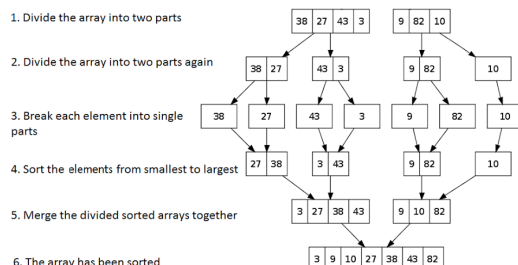 1. Divide the array into two parts
38 27 43 3 9 82 10
2. Divide the array into two parts again
38 27 43 3 9 82 10
3. Break each element into single
parts
38 27 43 3 9 82 10
4. Sort the elements from smallest to largest
27 38 3 43 9 82 10
5. Merge the divided sorted arrays together
3 27 38 43 9 10 82
6. The array has been sorted
3 9 10 27 38 43 82